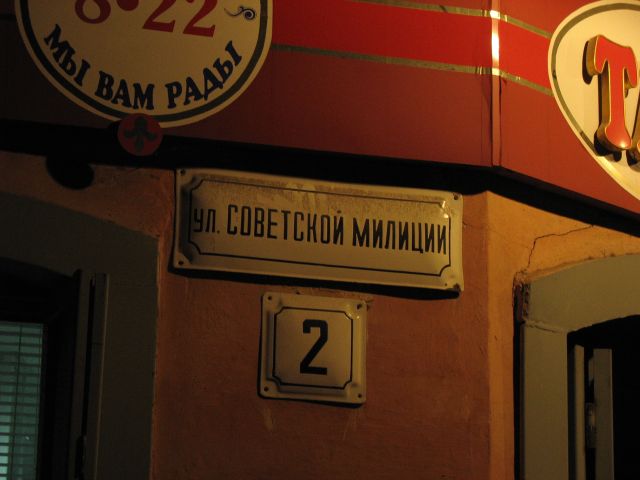 8•22
МЫ ВАМ РАДЫ
ул. СОВЕТСКОЙ МИЛИЦИИ
2